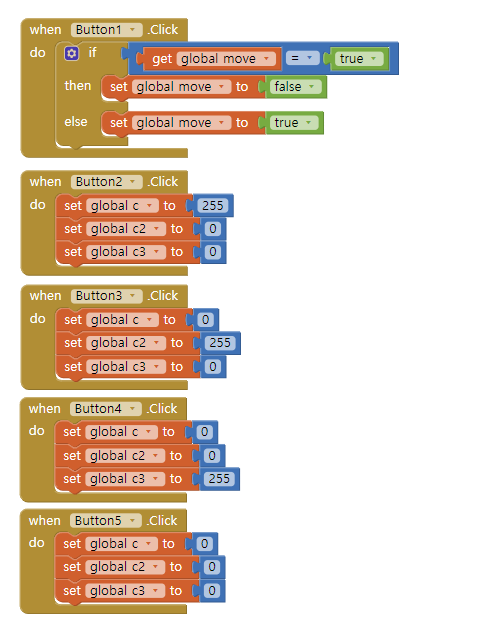 when Button1 .Click
do if get global move = true
then set global move to false
else set global move to true
when Button2 .Click
do set global c to 255
set global c2 to 0
set global c3 to 0
when Button3 .Click
do set global c to 0
set global c2 to 255
set global c3 to 0
when Button4 .Click
do set global c to 0
set global c2 to 0
set global c3 to 255
when Button5 .Click
do set global c to 0
set global c2 to 0
set global c3 to 0